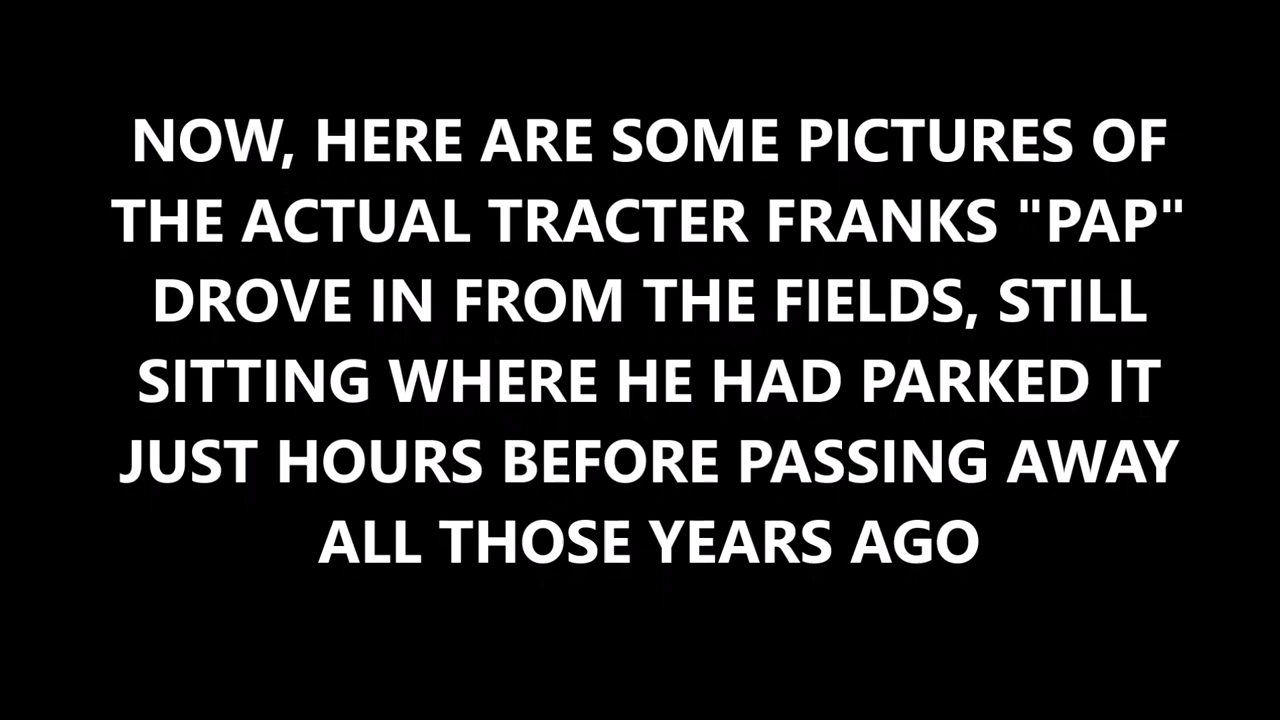 NOW, HERE ARE SOME PICTURES OF
THE ACTUAL TRACTER FRANKS "PAP"
DROVE IN FROM THE FIELDS, STILL
SITTING WHERE HE HAD PARKED IT
JUST HOURS BEFORE PASSING AWAY
ALL THOSE YEARS AGO